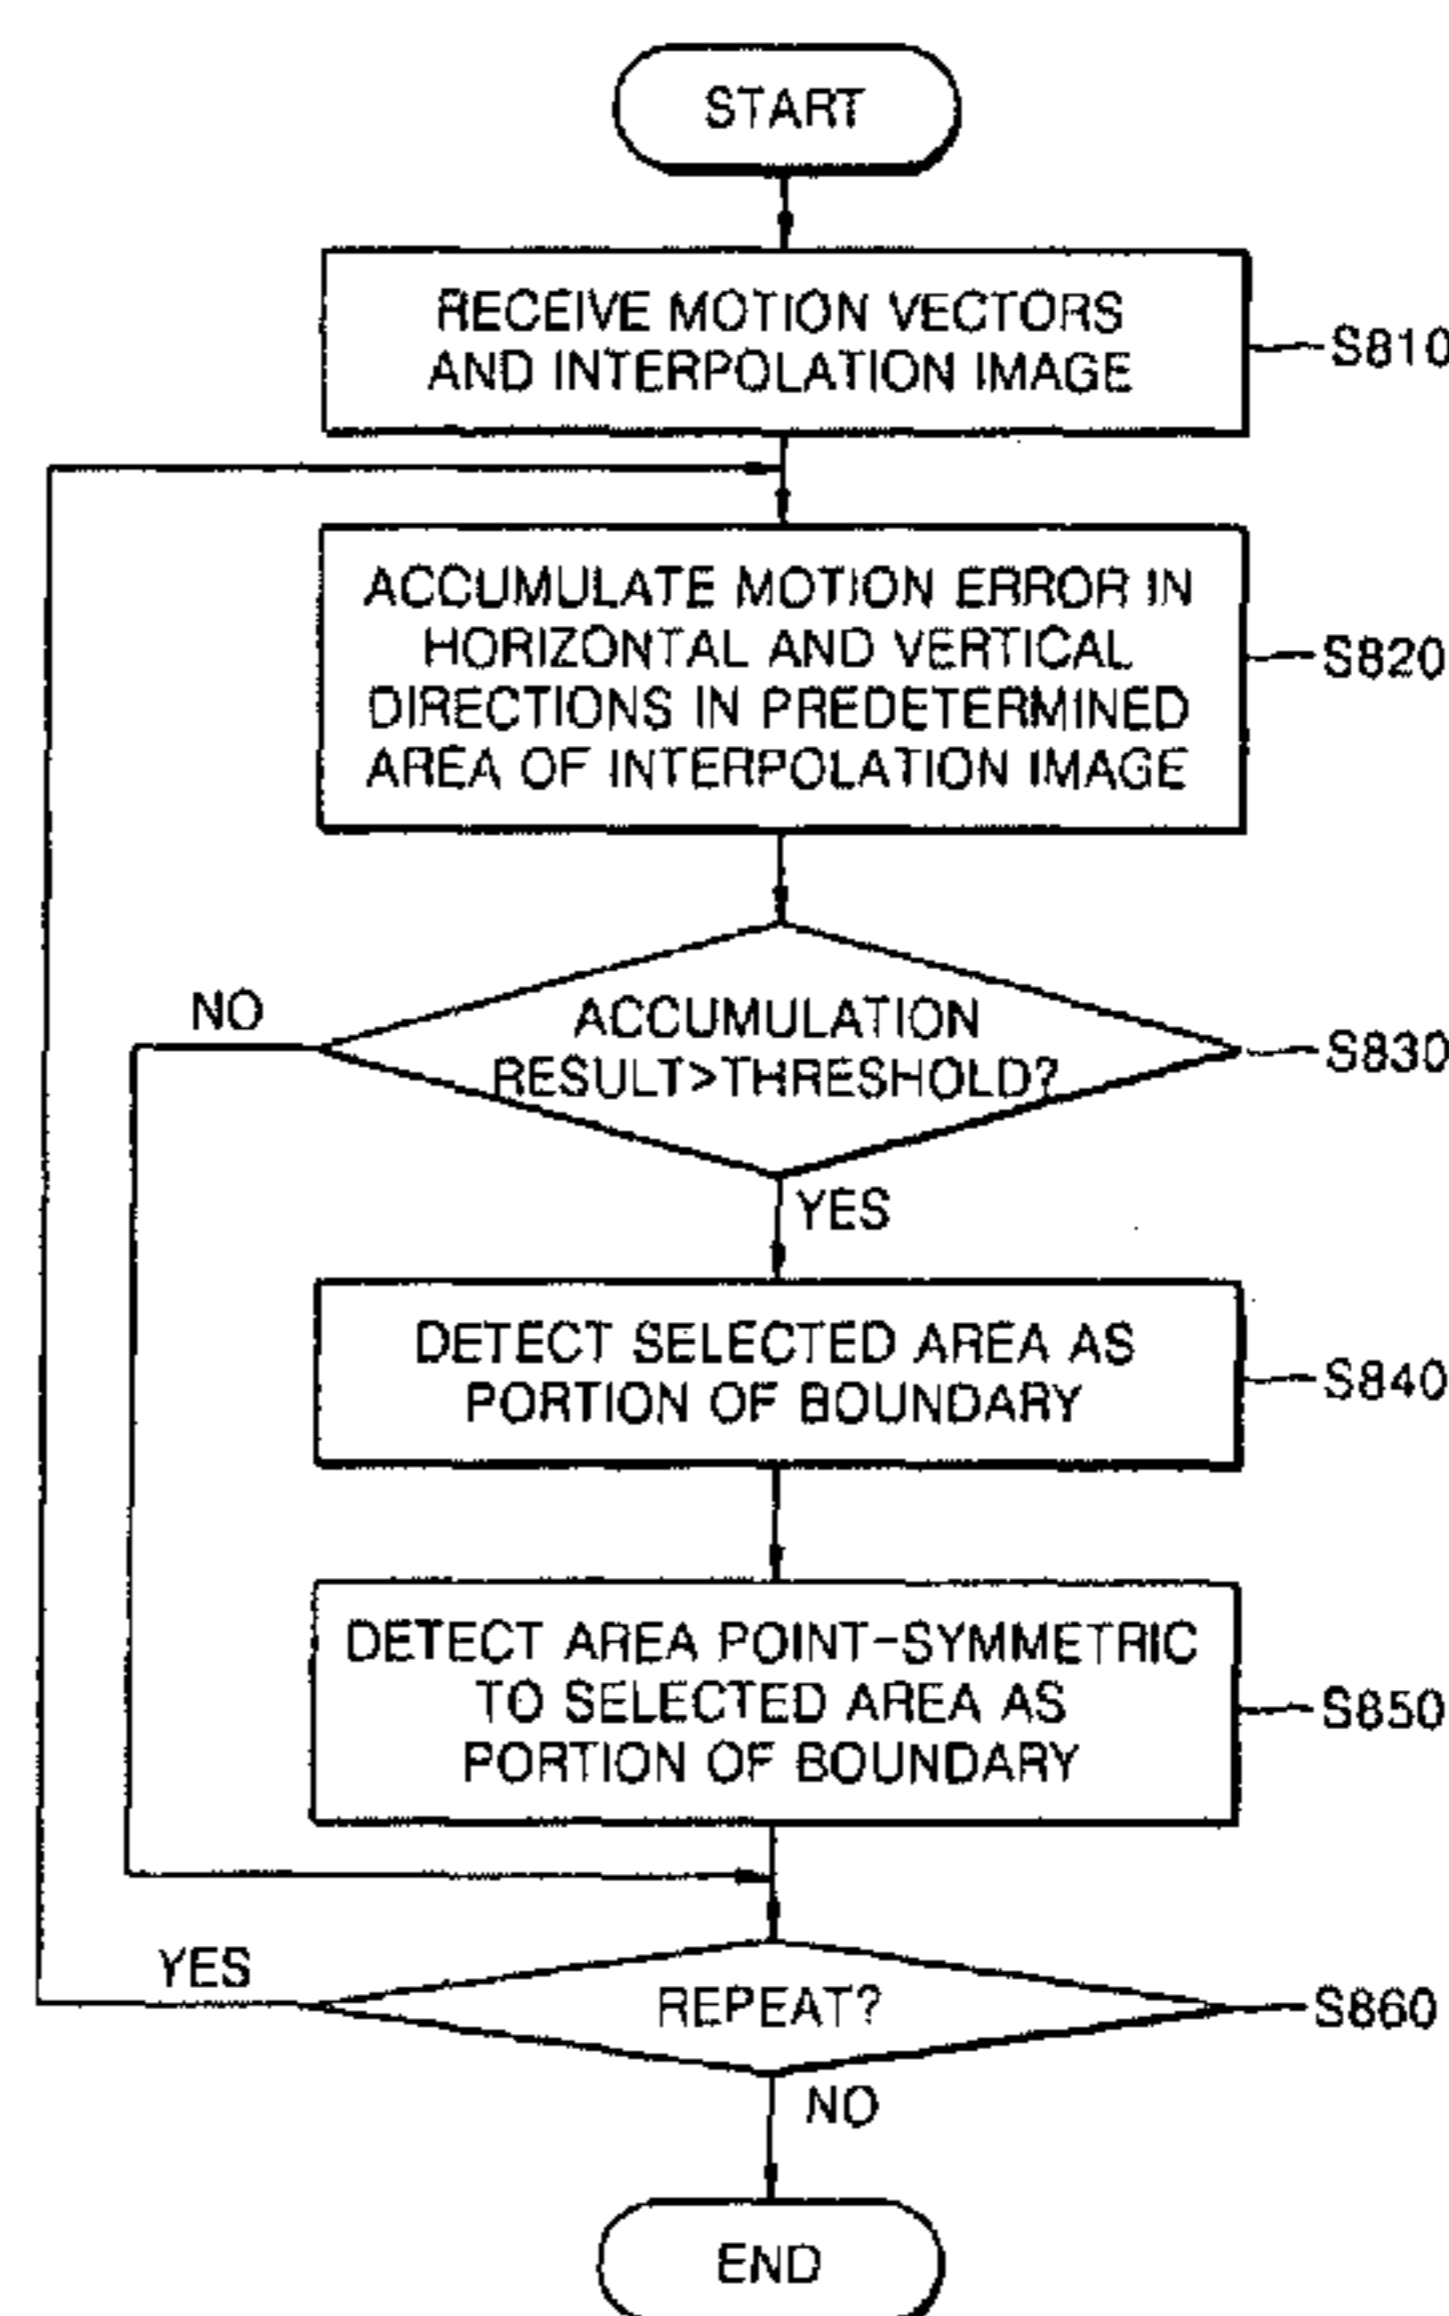 START
RECEIVE MOTION VECTORS
AND INTERPOLATION IMAGE
S810
ACCUMULATE MOTION ERROR IN
HORIZONTAL AND VERTICAL
DIRECTIONS IN PREDETERMINED
AREA OF INTERPOLATION IMAGE
S820
NO
ACCUMULATION
RESULT>THRESHOLD?
S830
YES
DETECT SELECTED AREA AS
PORTION OF BOUNDARY
S840
DETECT AREA POINT-SYMMETRIC
TO SELECTED AREA AS
PORTION OF BOUNDARY
S850
YES
REPEAT?
S860
NO
END